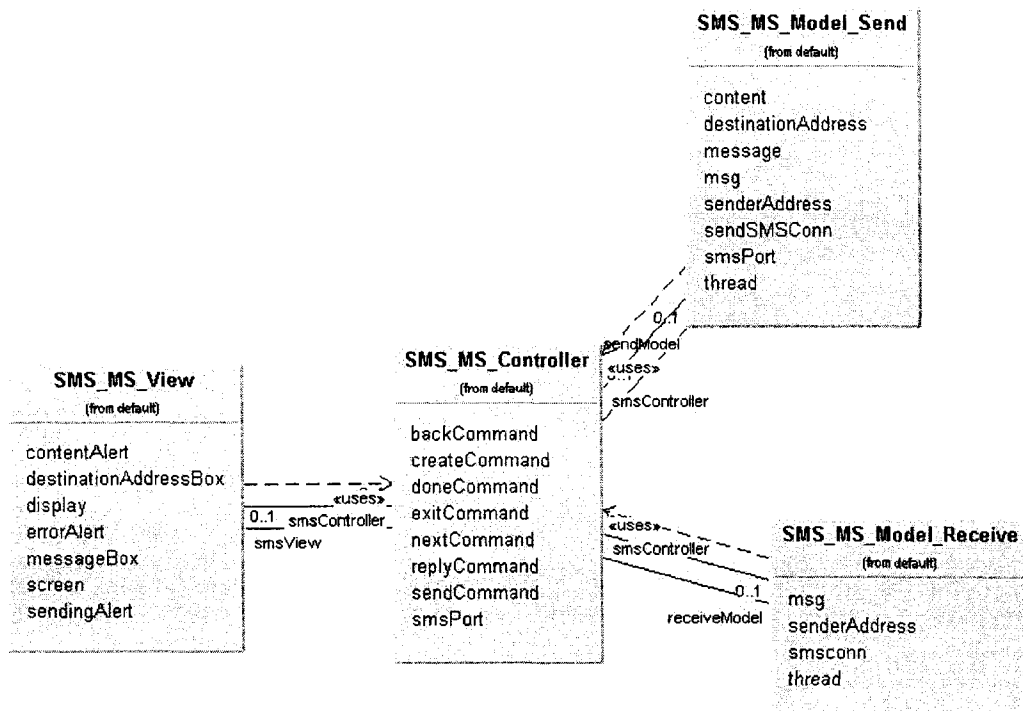 SMS_MS_Model_Send
(from default)
content
destinationAddress
message
msg
senderAddress
sendSMSConn
smsPort
thread
0..1
sendModel
«uses»
smsController
SMS_MS_View
(from default)
contentAlert
destinationAddressBox
display
errorAlert
messageBox
screen
sendingAlert
«uses»
0..1 smsController
smsView
SMS_MS_Controller
(from default)
backCommand
createCommand
doneCommand
exitCommand
nextCommand
replyCommand
sendCommand
smsPort
«uses»
smsController
0..1
receiveModel
SMS_MS_Model_Receive
(from default)
msg
senderAddress
smsconn
thread